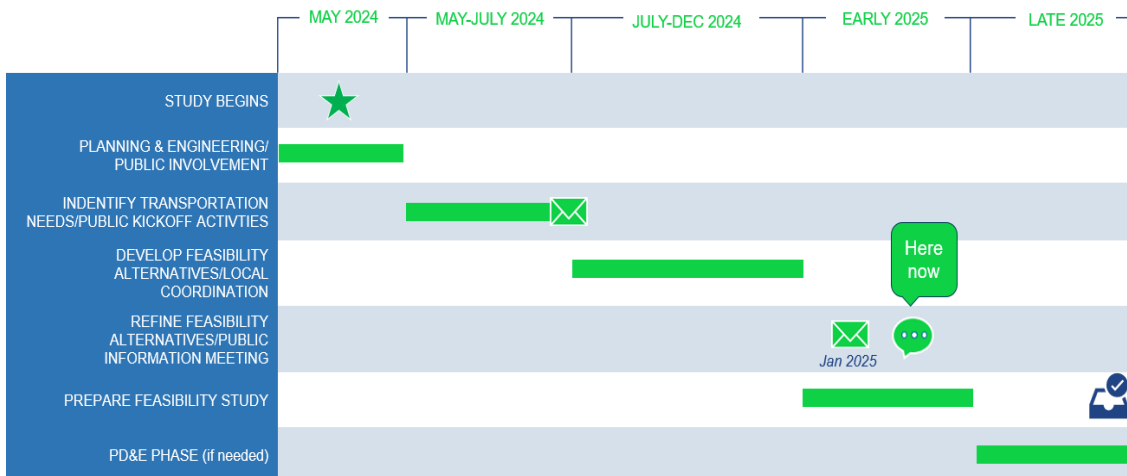 MAY 2024
MAY-JULY 2024
JULY-DEC 2024
EARLY 2025
LATE 2025
STUDY BEGINS
PLANNING & ENGINEERING/
PUBLIC INVOLVEMENT
INDENTIFY TRANSPORTATION
NEEDS/PUBLIC KICKOFF ACTIVTIES
DEVELOP FEASIBILITY
ALTERNATIVES/LOCAL
COORDINATION
Here
now
REFINE FEASIBILITY
ALTERNATIVES/PUBLIC
INFORMATION MEETING
Jan 2025
PREPARE FEASIBILITY STUDY
PD&E PHASE (if needed)